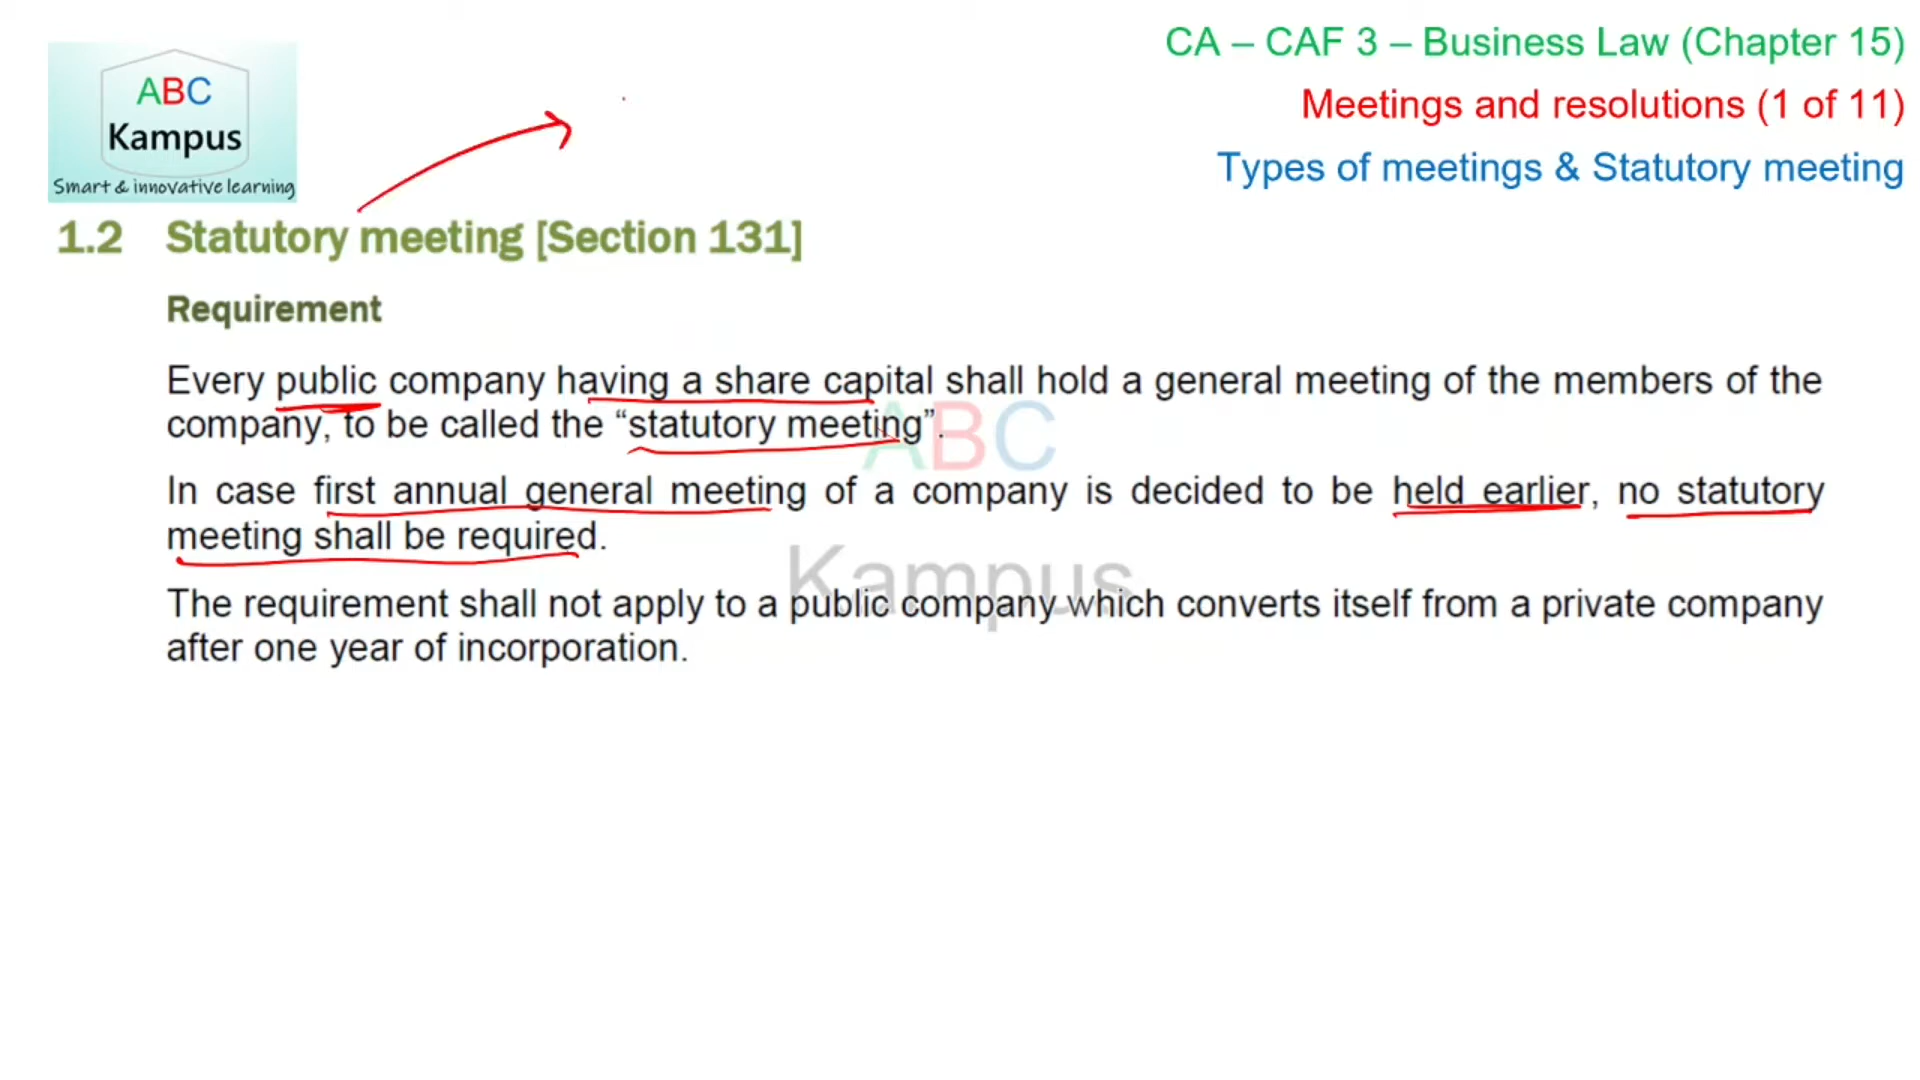 CA – CAF 3 – Business Law (Chapter 15)
Meetings and resolutions (1 of 11)
Types of meetings & Statutory meeting
ABC
Kampus
Smart & innovative learning
1.2 Statutory meeting [Section 131]
Requirement
Every public company having a share capital shall hold a general meeting of the members of the
company, to be called the “statutory meeting”.
In case first annual general meeting of a company is decided to be held earlier, no statutory
meeting shall be required.
The requirement shall not apply to a public company which converts itself from a private company
after one year of incorporation.
ABC
Kampus